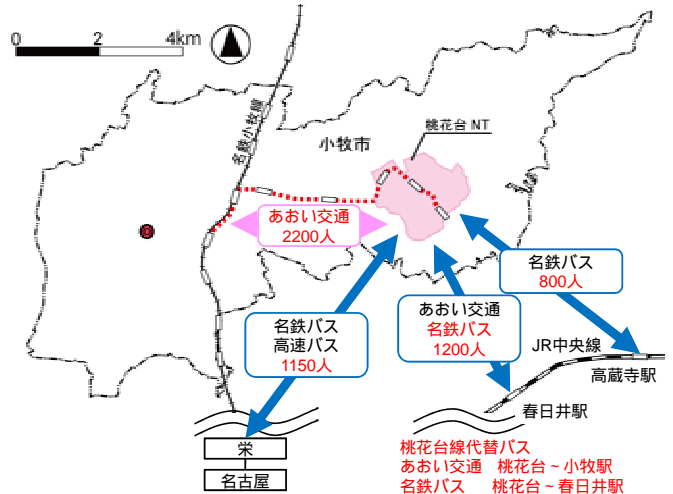 0 2 4km
名鉄小牧線
小牧市
桃花台 NT
あおい交通
2200人
名鉄バス
800人
名鉄バス
高速バス
1150人
あおい交通
名鉄バス
1200人
JR中央線
高蔵寺駅
春日井駅
栄
名古屋
桃花台線代替バス
あおい交通 桃花台~小牧駅
名鉄バス 桃花台~春日井駅